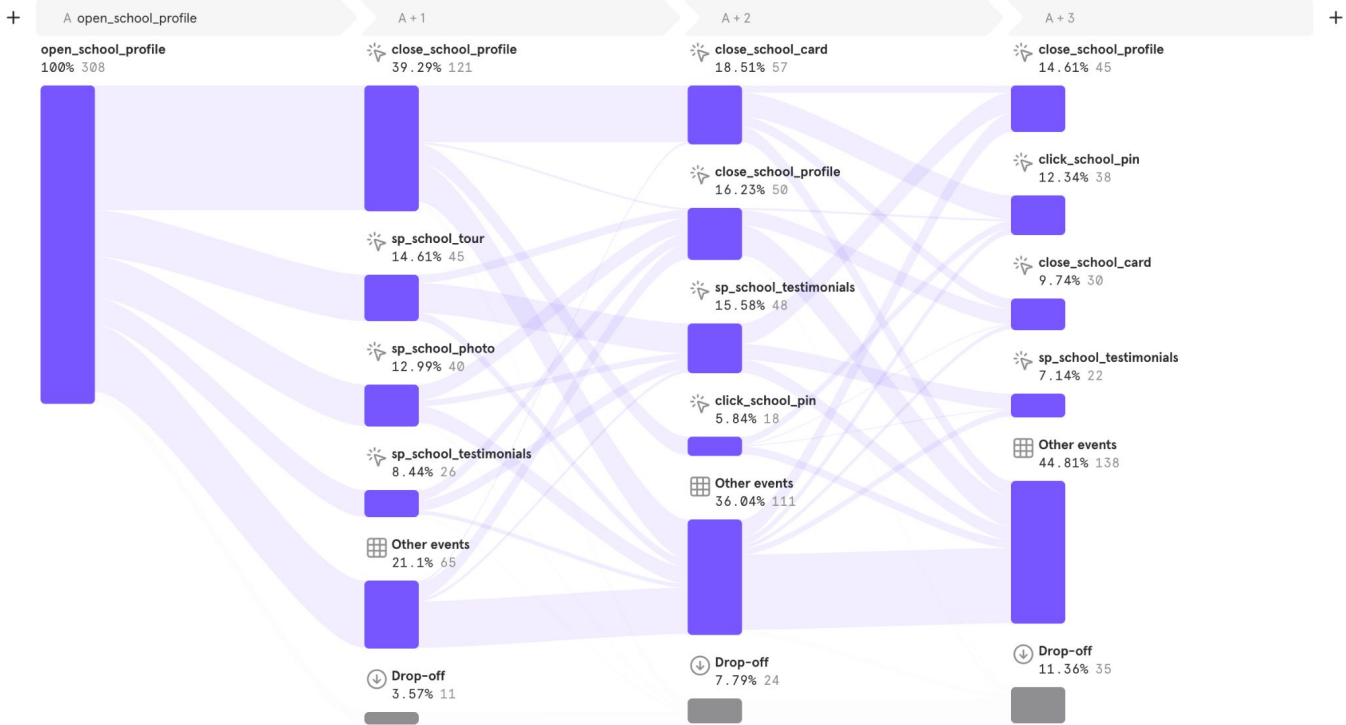 +
A open_school_profile
A + 1
A + 2
A + 3
+
open_school_profile
100% 308
close_school_profile
39.29% 121
sp_school_tour
14.61% 45
sp_school_photo
12.99% 40
sp_school_testimonials
8.44% 26
Other events
21.1% 65
Drop-off
3.57% 11
close_school_card
18.51% 57
close_school_profile
16.23% 50
sp_school_testimonials
15.58% 48
click_school_pin
5.84% 18
Other events
36.04% 111
Drop-off
7.79% 24
close_school_profile
14.61% 45
click_school_pin
12.34% 38
close_school_card
9.74% 30
sp_school_testimonials
7.14% 22
Other events
44.81% 138
Drop-off
11.36% 35